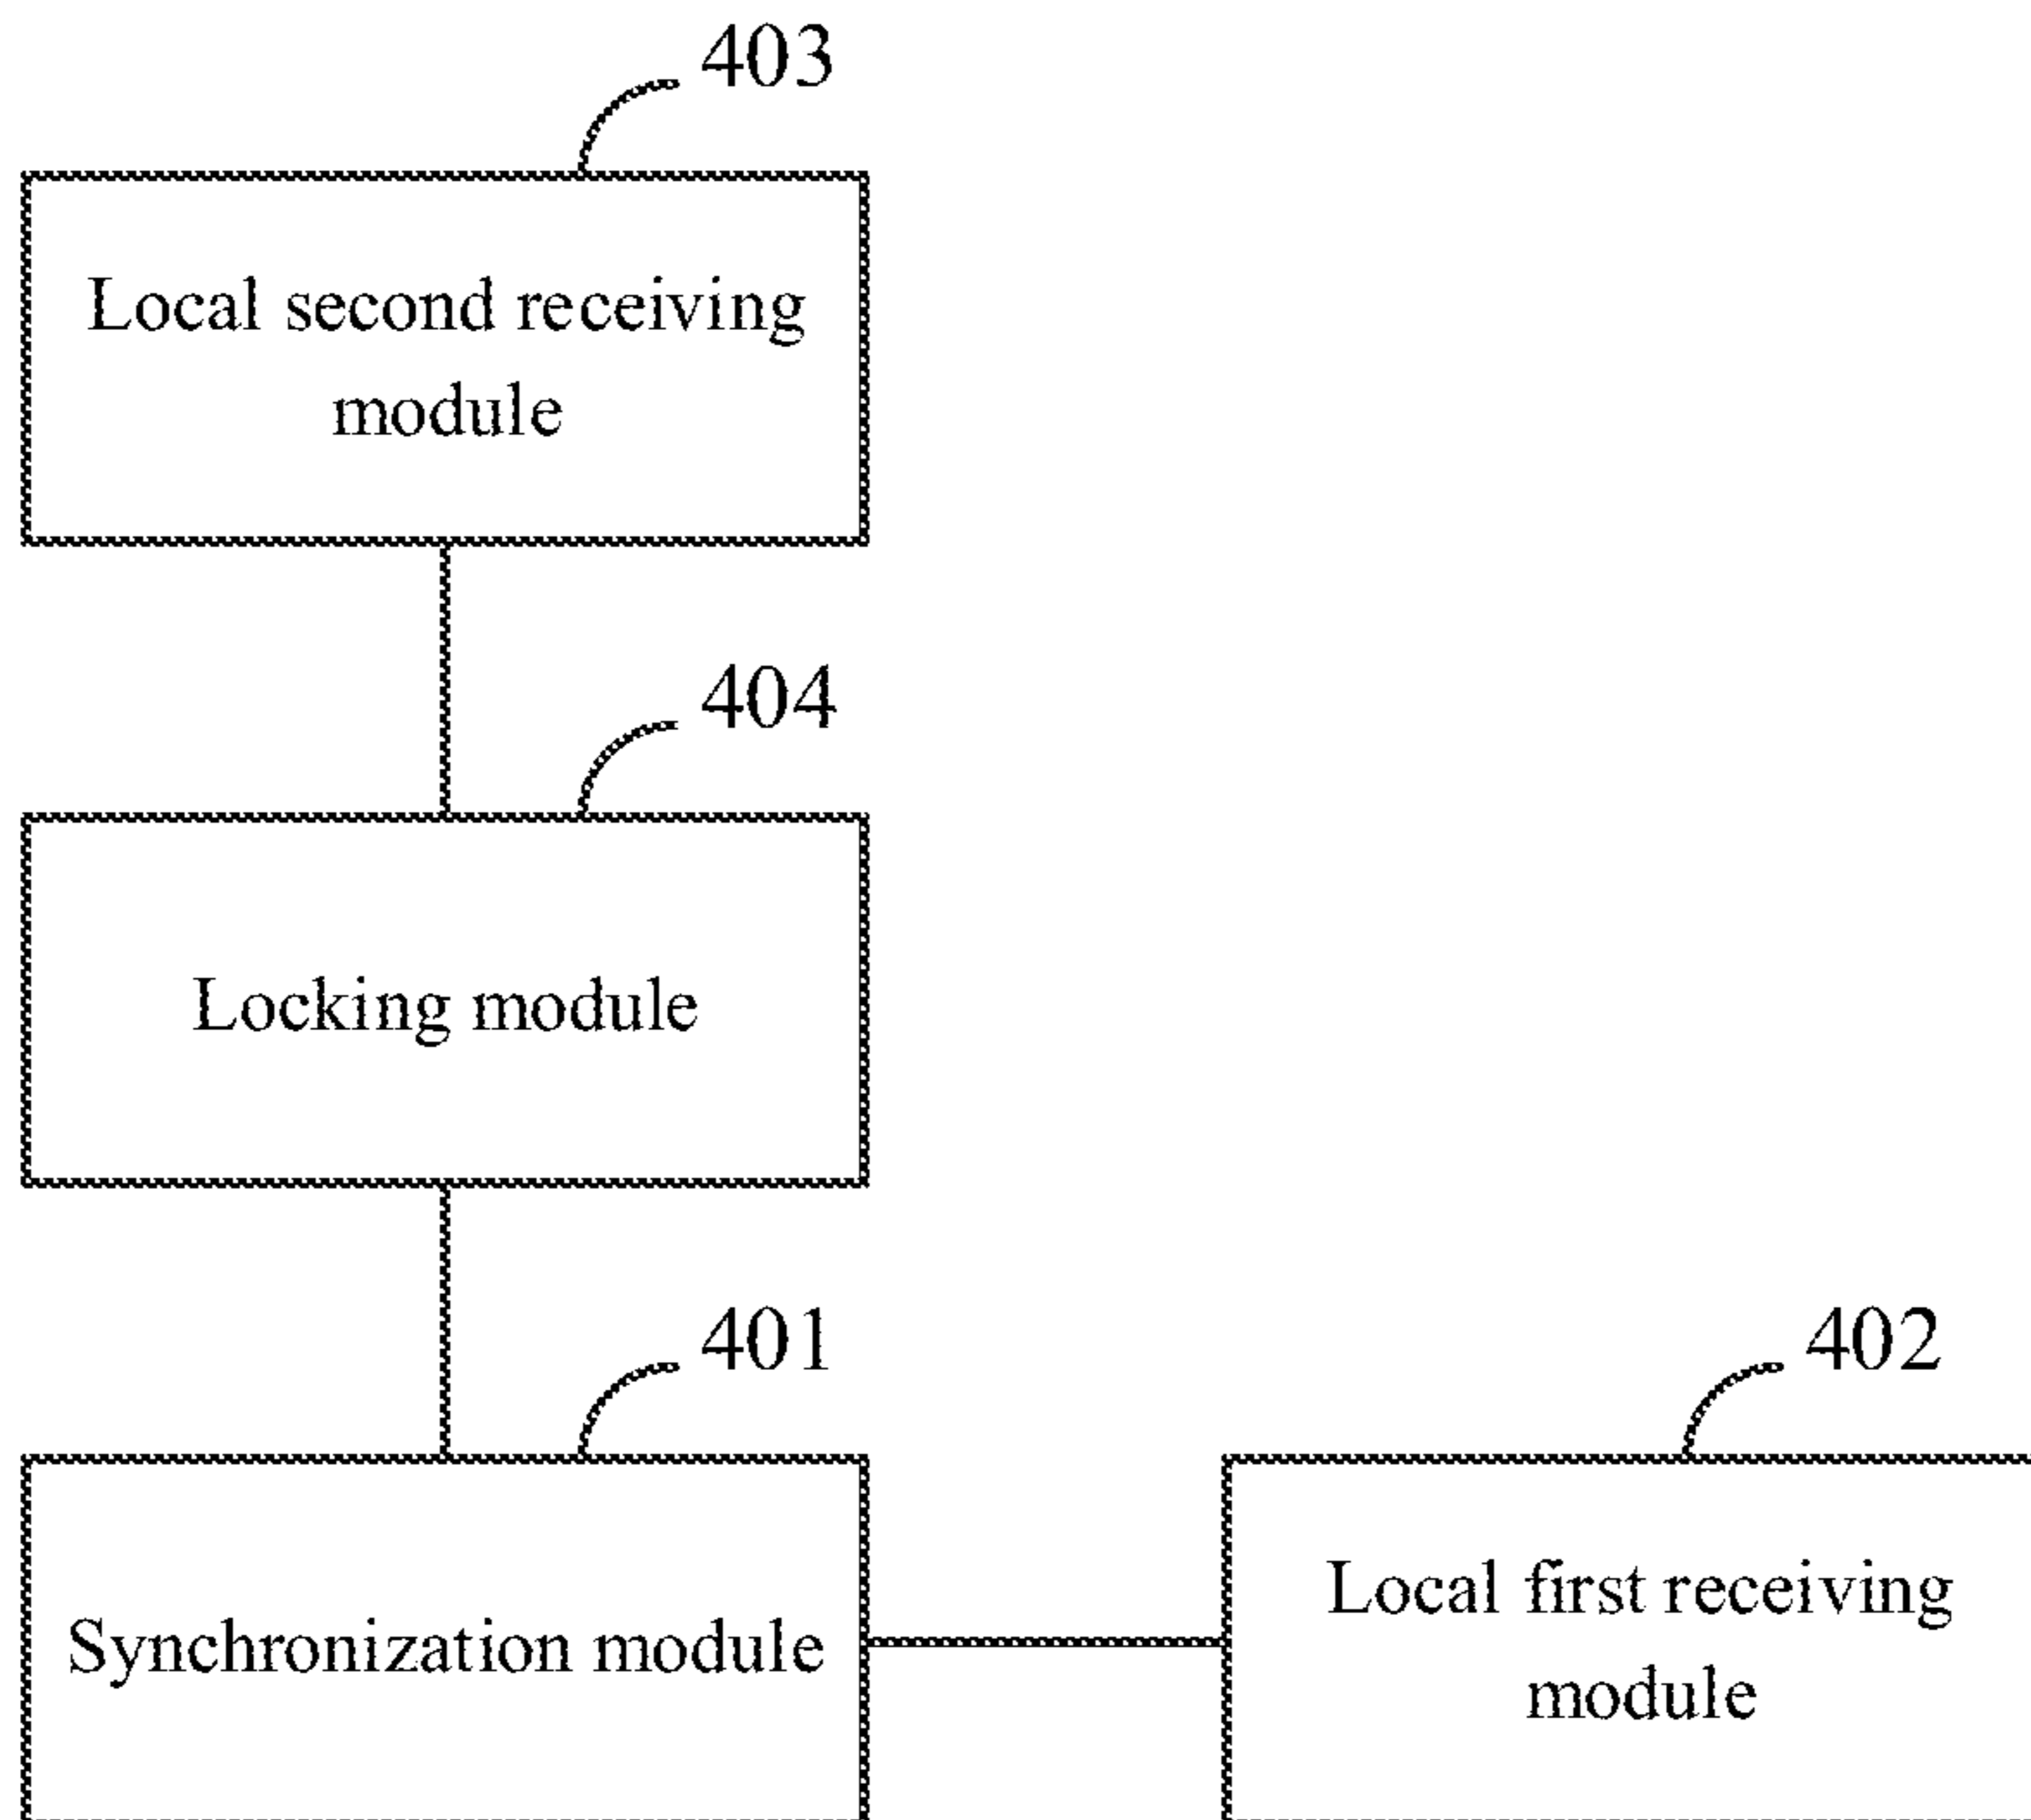 403
Local second receiving
module
404
Locking module
401
Synchronization module
402
Local first receiving
module